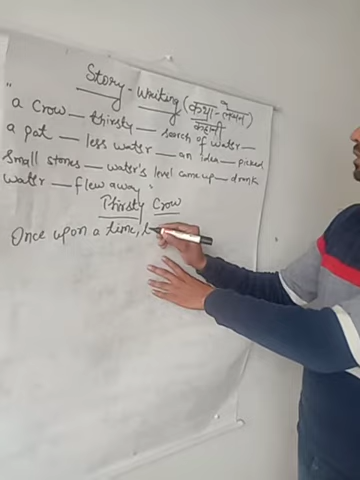 Story-Writing (कथा-लेखन)
कहानी
"a Crow — thirsty — search of water —
a pot — less water — an idea — picked
Small stones — water's level came up — drank
water — flew away"
Thirsty Crow
Once upon a time,